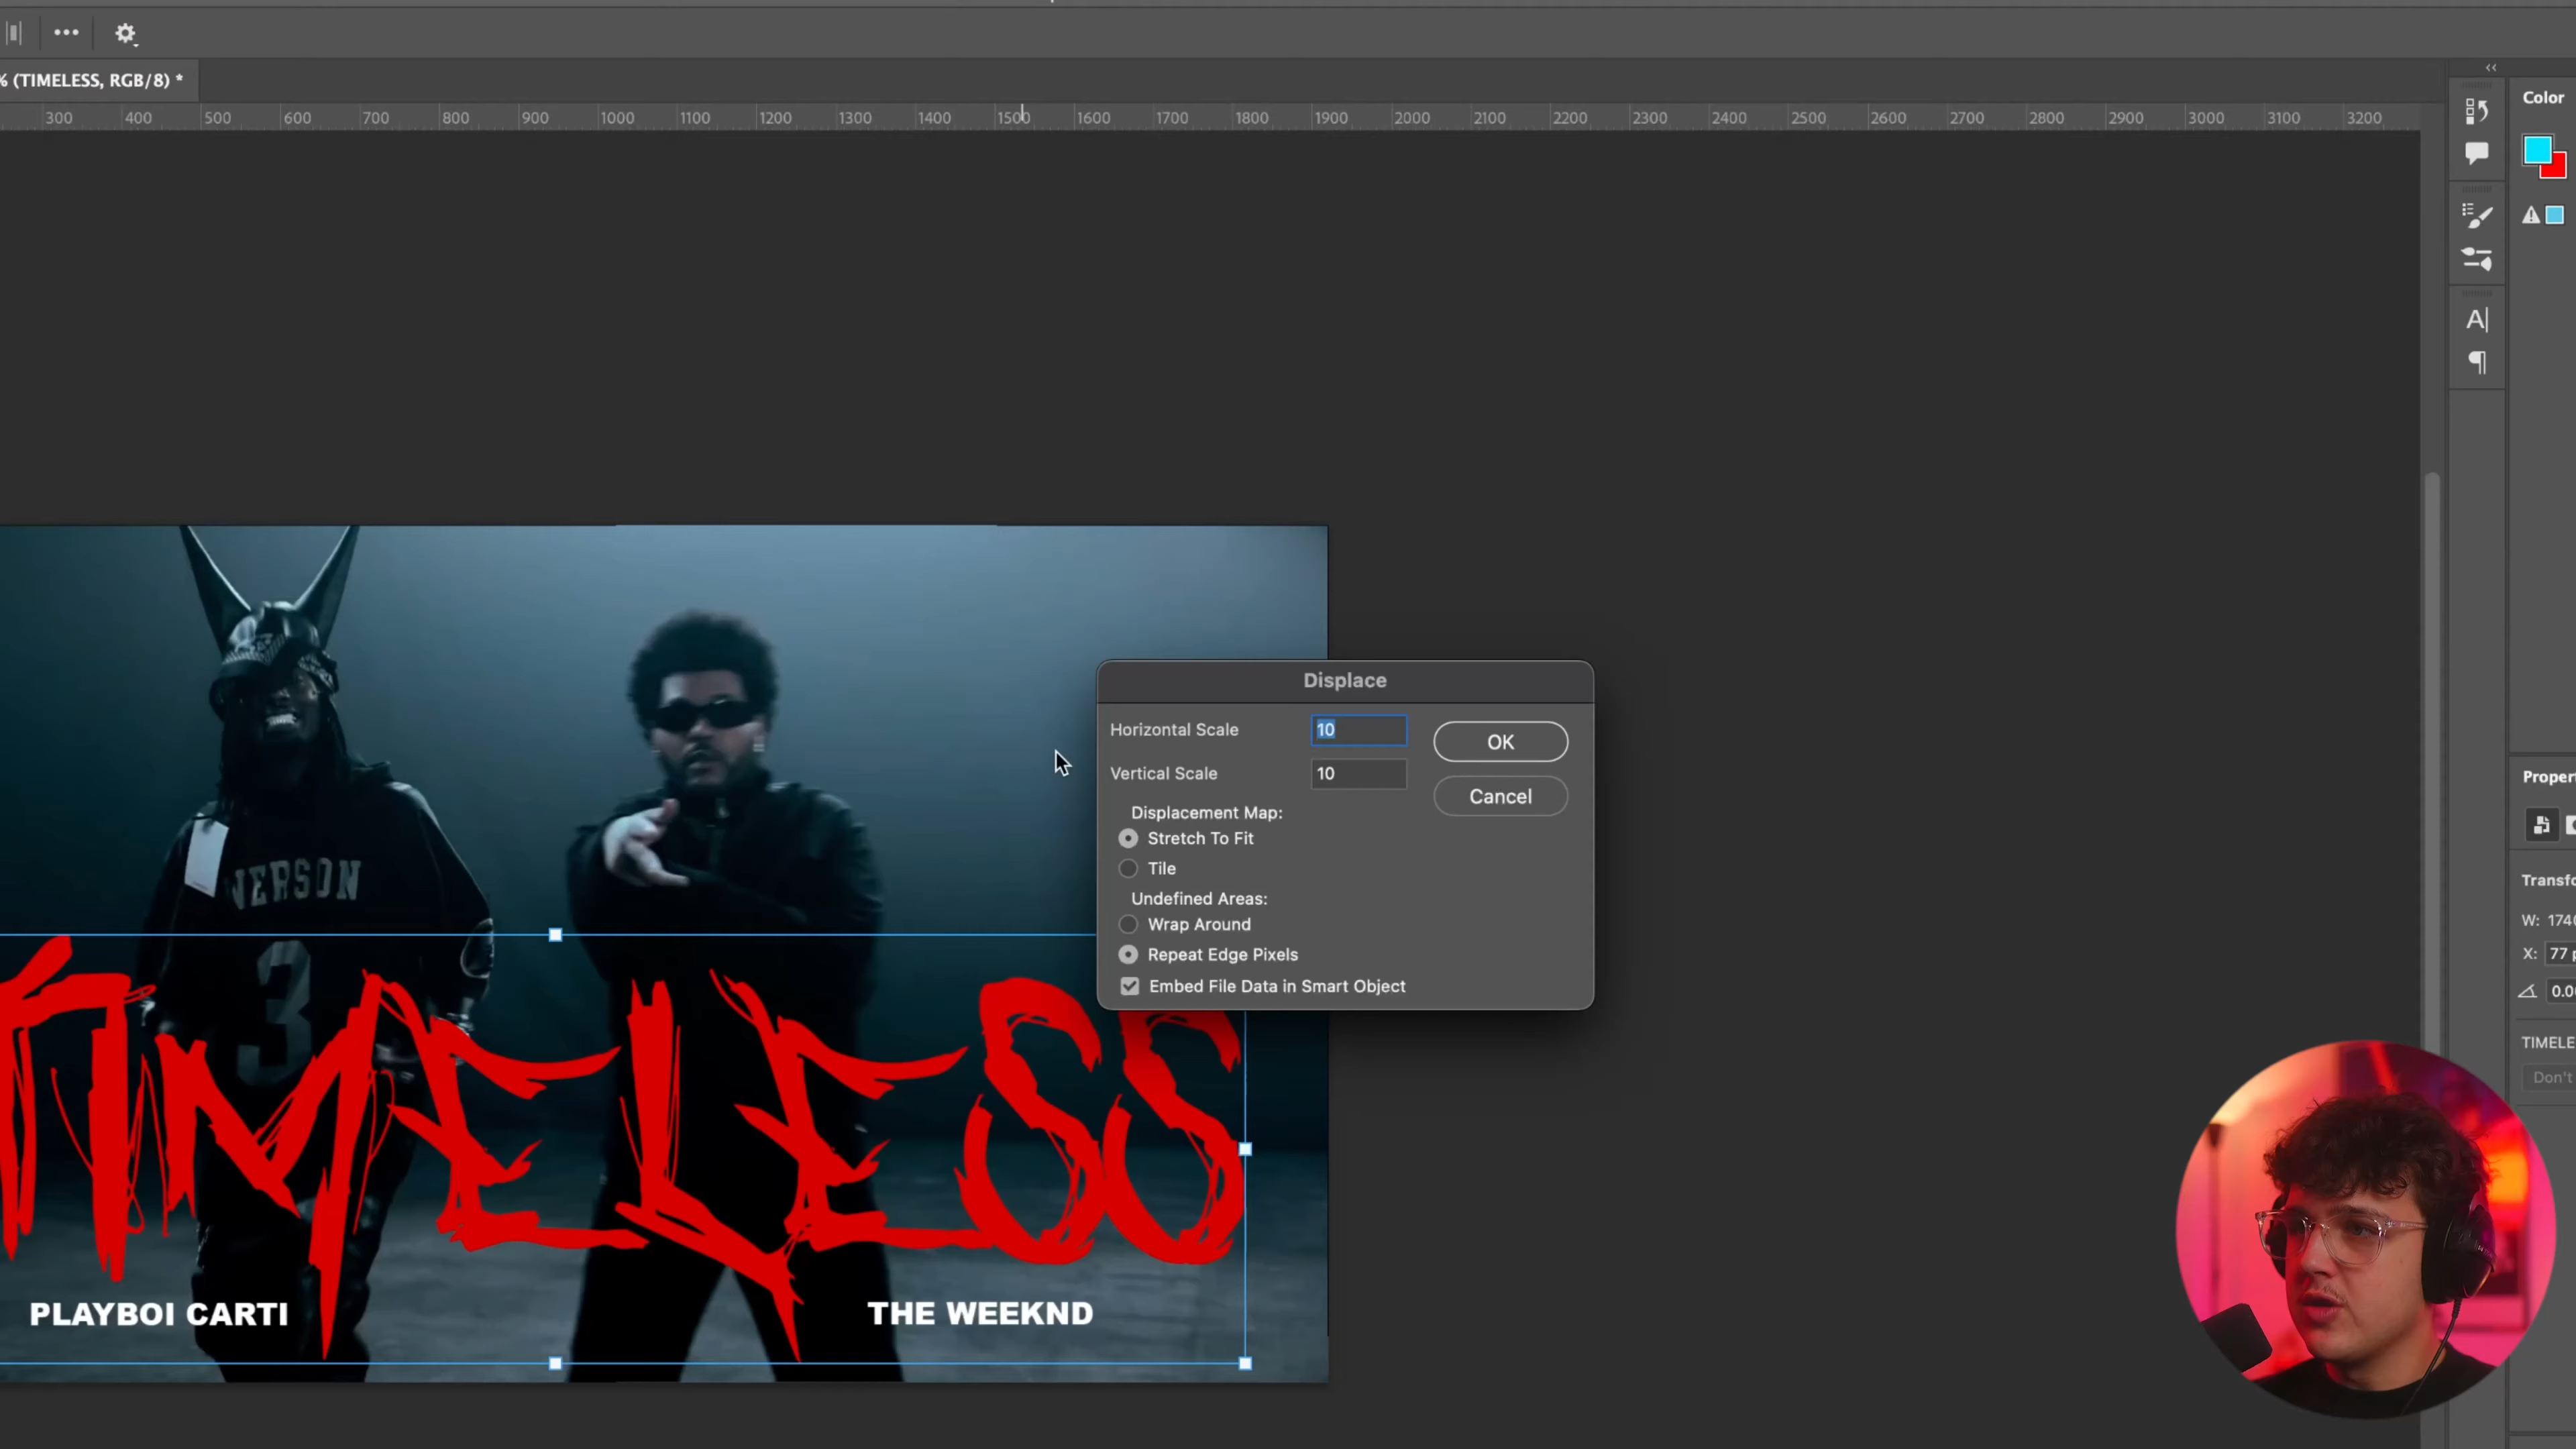 % (TIMELESS, RGB/8) *
300 400 500 600 700 800 900 1000 1100 1200 1300 1400 1500 1600 1700 1800 1900 2000 2100 2200 2300 2400 2500 2600 2700 2800 2900 3000 3100 3200
Color
A|
¶
VERSON
3
TIMELESS
PLAYBOI CARTI
THE WEEKND
Displace
Horizontal Scale 10
OK
Vertical Scale 10
Cancel
Displacement Map:
Stretch To Fit
Tile
Undefined Areas:
Wrap Around
Repeat Edge Pixels
Embed File Data in Smart Object
Proper
Transfo
W: 1740
X: 77 p
0.0
TIMELE
Don't